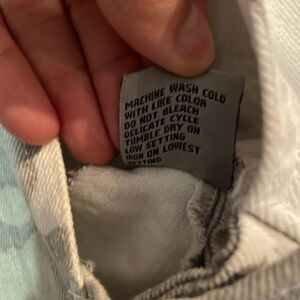 MACHINE WASH COLD
WITH LIKE COLOR
DO NOT BLEACH
DELICATE CYCLE
TUMBLE DRY ON
LOW SETTING
IRON ON LOWEST
SETTING